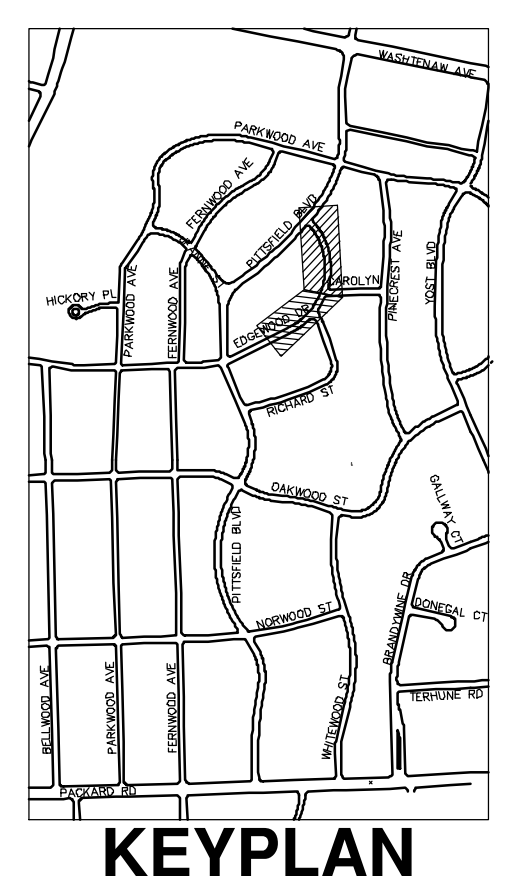 WASHTENAW AVE
PARKWOOD AVE
FERNWOOD AVE
PITTSFIELD BLVD
PINECREST AVE
YOST BLVD
CAROLYN
HICKORY PL
PARKWOOD AVE
FERNWOOD AVE
EDGEWOOD DR
RICHARD ST
OAKWOOD ST
GALLWAY CT
PITTSFIELD BLVD
BRANDYWINE DR
DONEGAL CT
NORWOOD ST
BELLWOOD AVE
PARKWOOD AVE
FERNWOOD AVE
WHITEWOOD ST
TERHUNE RD
PACKARD RD
KEYPLAN